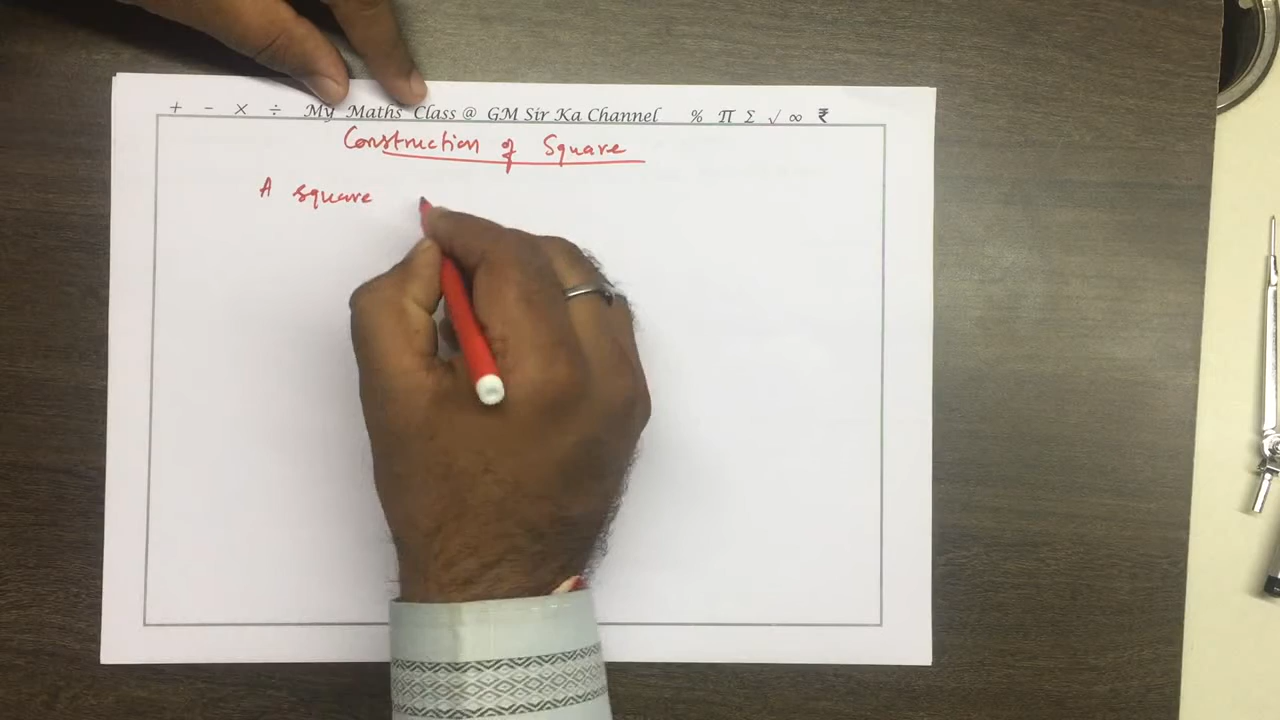 + - × ÷ My Maths Class @ GM Sir Ka Channel % Π Σ √ ∞ ₹
Construction of Square
A square